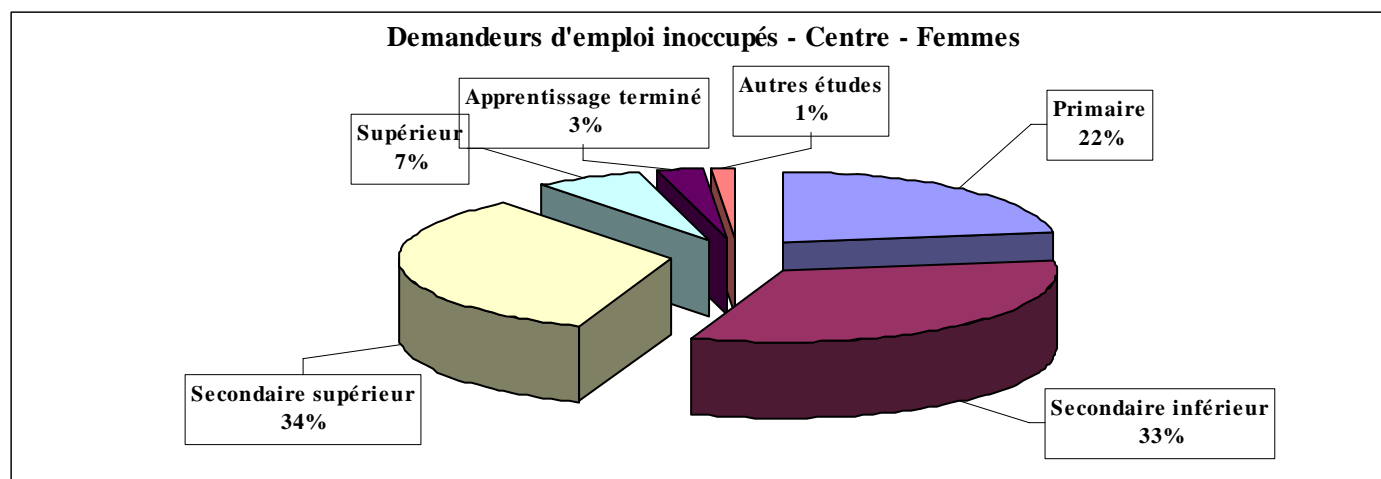 Demandeurs d'emploi inoccupés - Centre - Femmes
Autres études
1%
Apprentissage terminé
3%
Primaire
22%
Supérieur
7%
Secondaire supérieur
34%
Secondaire inférieur
33%